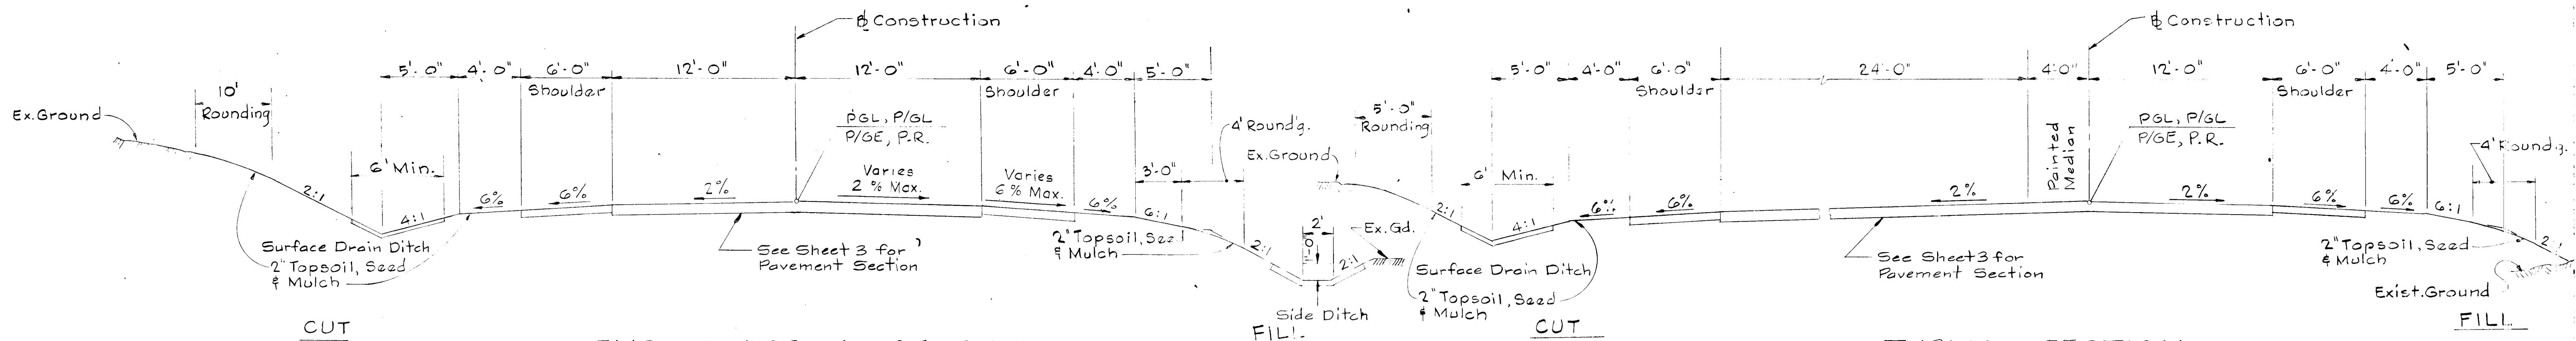 ℄ Construction
5'-0" 4'-0" 6'-0" 12'-0" 12'-0" 6'-0" 4'-0" 5'-0"
Shoulder
Shoulder
10'
Rounding
Ex.Ground
PGL, P/GL
P/GE, P.R.
6' Min.
Varies
2 % Max.
Varies
6 % Max.
3'-0"
4' Round'g.
2:1
4:1
6%
6%
2%
6%
6:1
2:1
2'
1'-0"
2:1
Ex.Gd.
Surface Drain Ditch
2" Topsoil, Seed
& Mulch
See Sheet 3 for
Pavement Section
2" Topsoil, Seed
& Mulch
Side Ditch
CUT
FILL
℄ Construction
5'-0" 4'-0" 6'-0" 24'-0" 4'-0" 12'-0" 6'-0" 4'-0" 5'-0"
Shoulder
Shoulder
5'-0"
Rounding
Ex.Ground
Painted
Median
PGL, P/GL
P/GE, P.R.
4' Round'g.
6' Min.
2:1
4:1
6%
6%
2%
2%
6%
6%
6:1
Surface Drain Ditch
2" Topsoil, Seed
& Mulch
See Sheet 3 for
Pavement Section
2" Topsoil, Seed
& Mulch
Exist.Ground
CUT
FILL